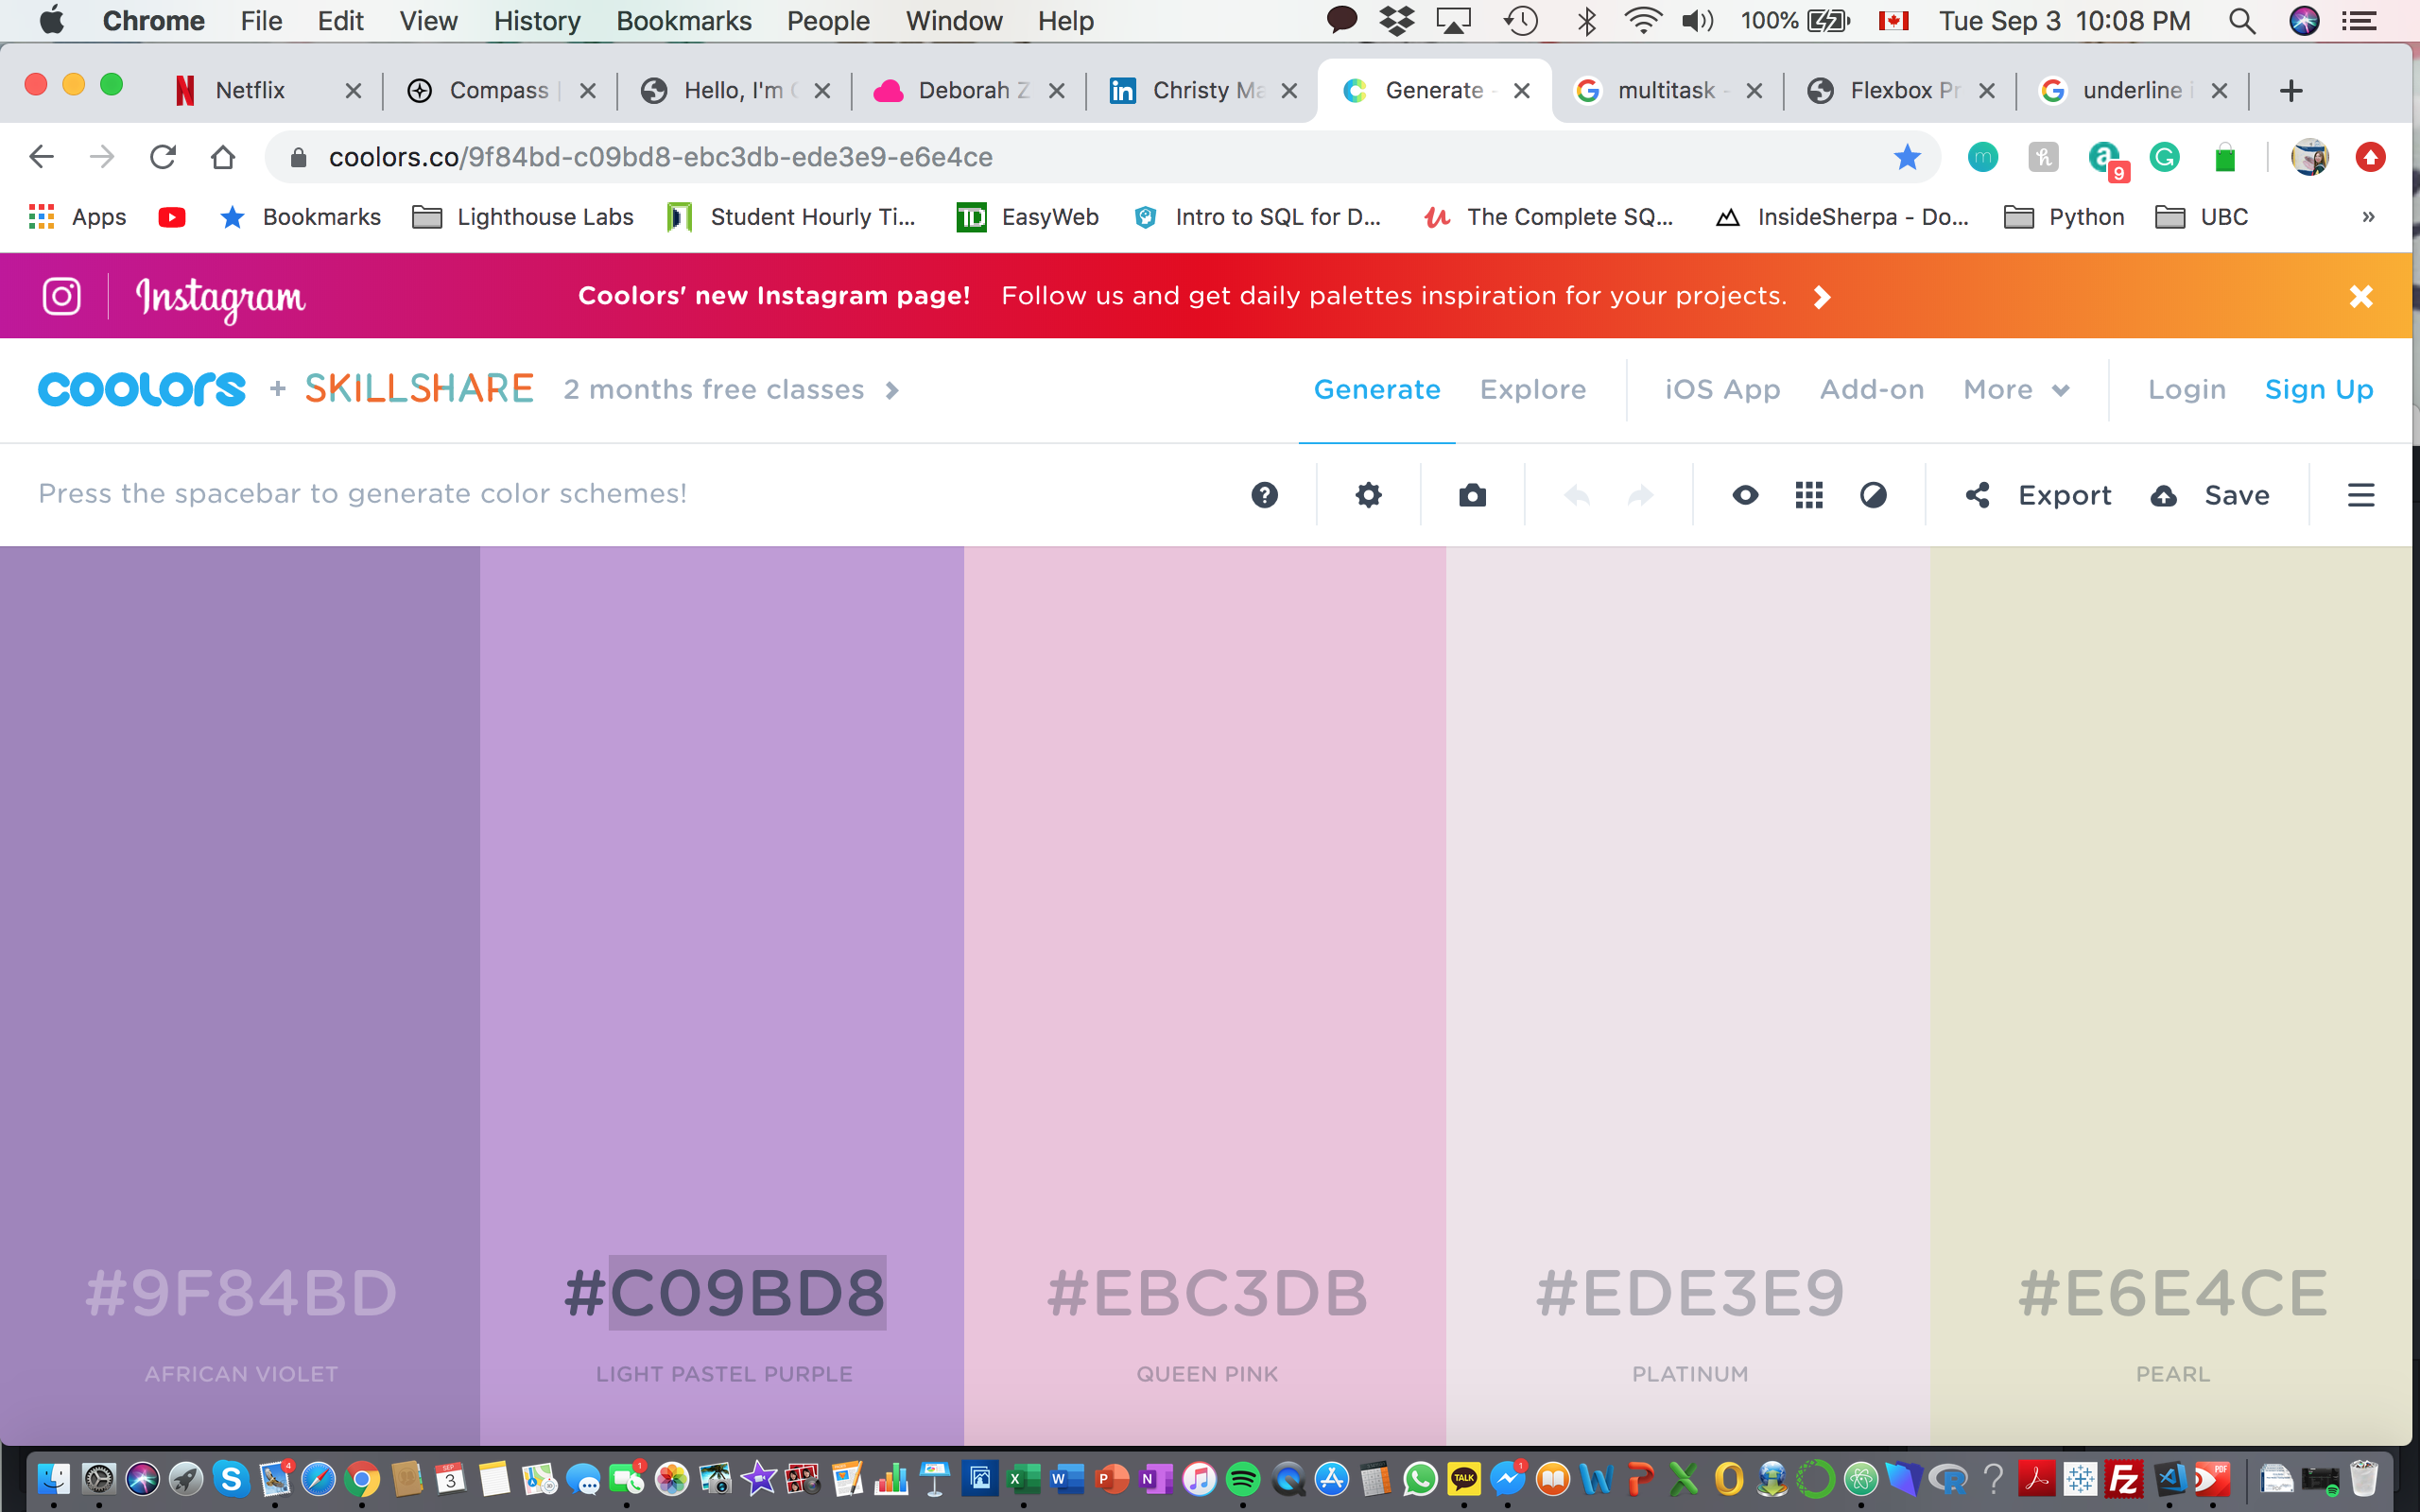 Chrome File Edit View History Bookmarks People Window Help 100% Tue Sep 3 10:08 PM
Netflix Compass Hello, I'm Deborah Z Christy Ma Generate - multitask - Flexbox Pr underline
coolors.co/9f84bd-c09bd8-ebc3db-ede3e9-e6e4ce
9
Apps Bookmarks Lighthouse Labs Student Hourly Ti... TD EasyWeb Intro to SQL for D... The Complete SQ... InsideSherpa - Do... Python UBC »
Instagram Coolors' new Instagram page! Follow us and get daily palettes inspiration for your projects.
coolors + SKILLSHARE 2 months free classes Generate Explore iOS App Add-on More Login Sign Up
Press the spacebar to generate color schemes! Export Save
#9F84BD #C09BD8 #EBC3DB #EDE3E9 #E6E4CE
AFRICAN VIOLET LIGHT PASTEL PURPLE QUEEN PINK PLATINUM PEARL